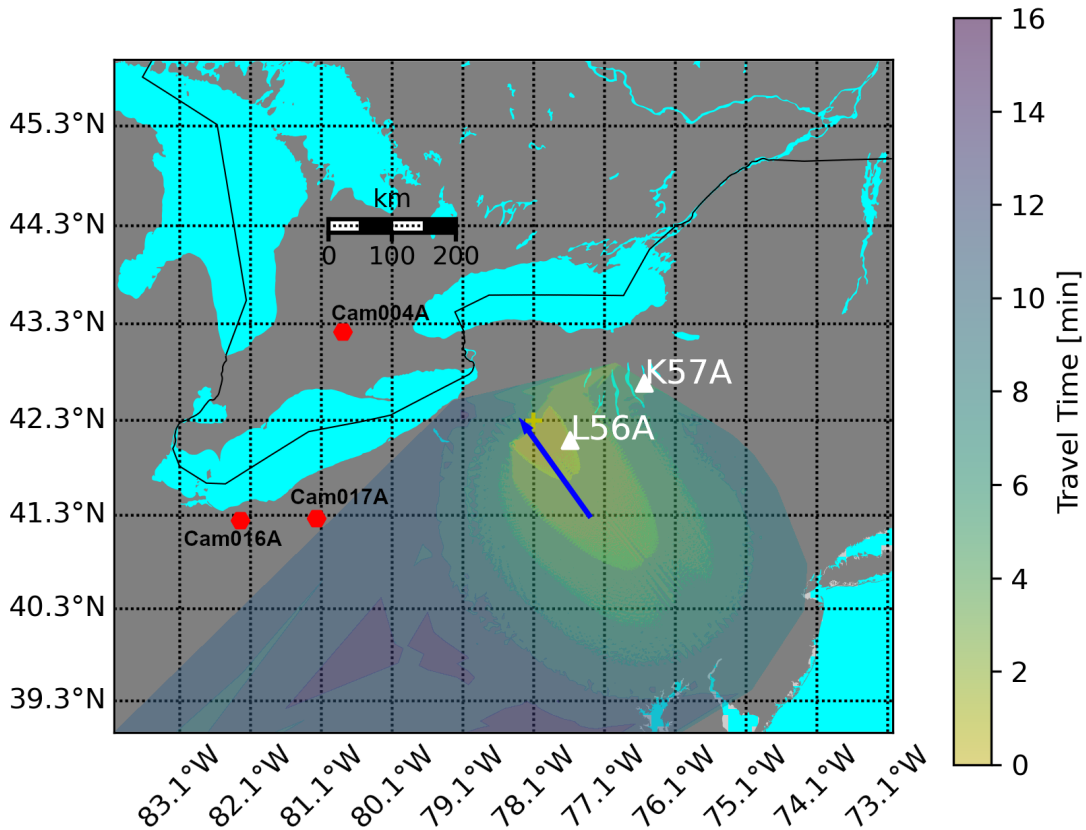 16
14
12
10
8
6
4
2
0
Travel Time [min]
45.3°N
44.3°N
43.3°N
42.3°N
41.3°N
40.3°N
39.3°N
km
0 100 200
Cam004A
K57A
L56A
Cam017A
Cam016A
83.1°W
82.1°W
81.1°W
80.1°W
79.1°W
78.1°W
77.1°W
76.1°W
75.1°W
74.1°W
73.1°W